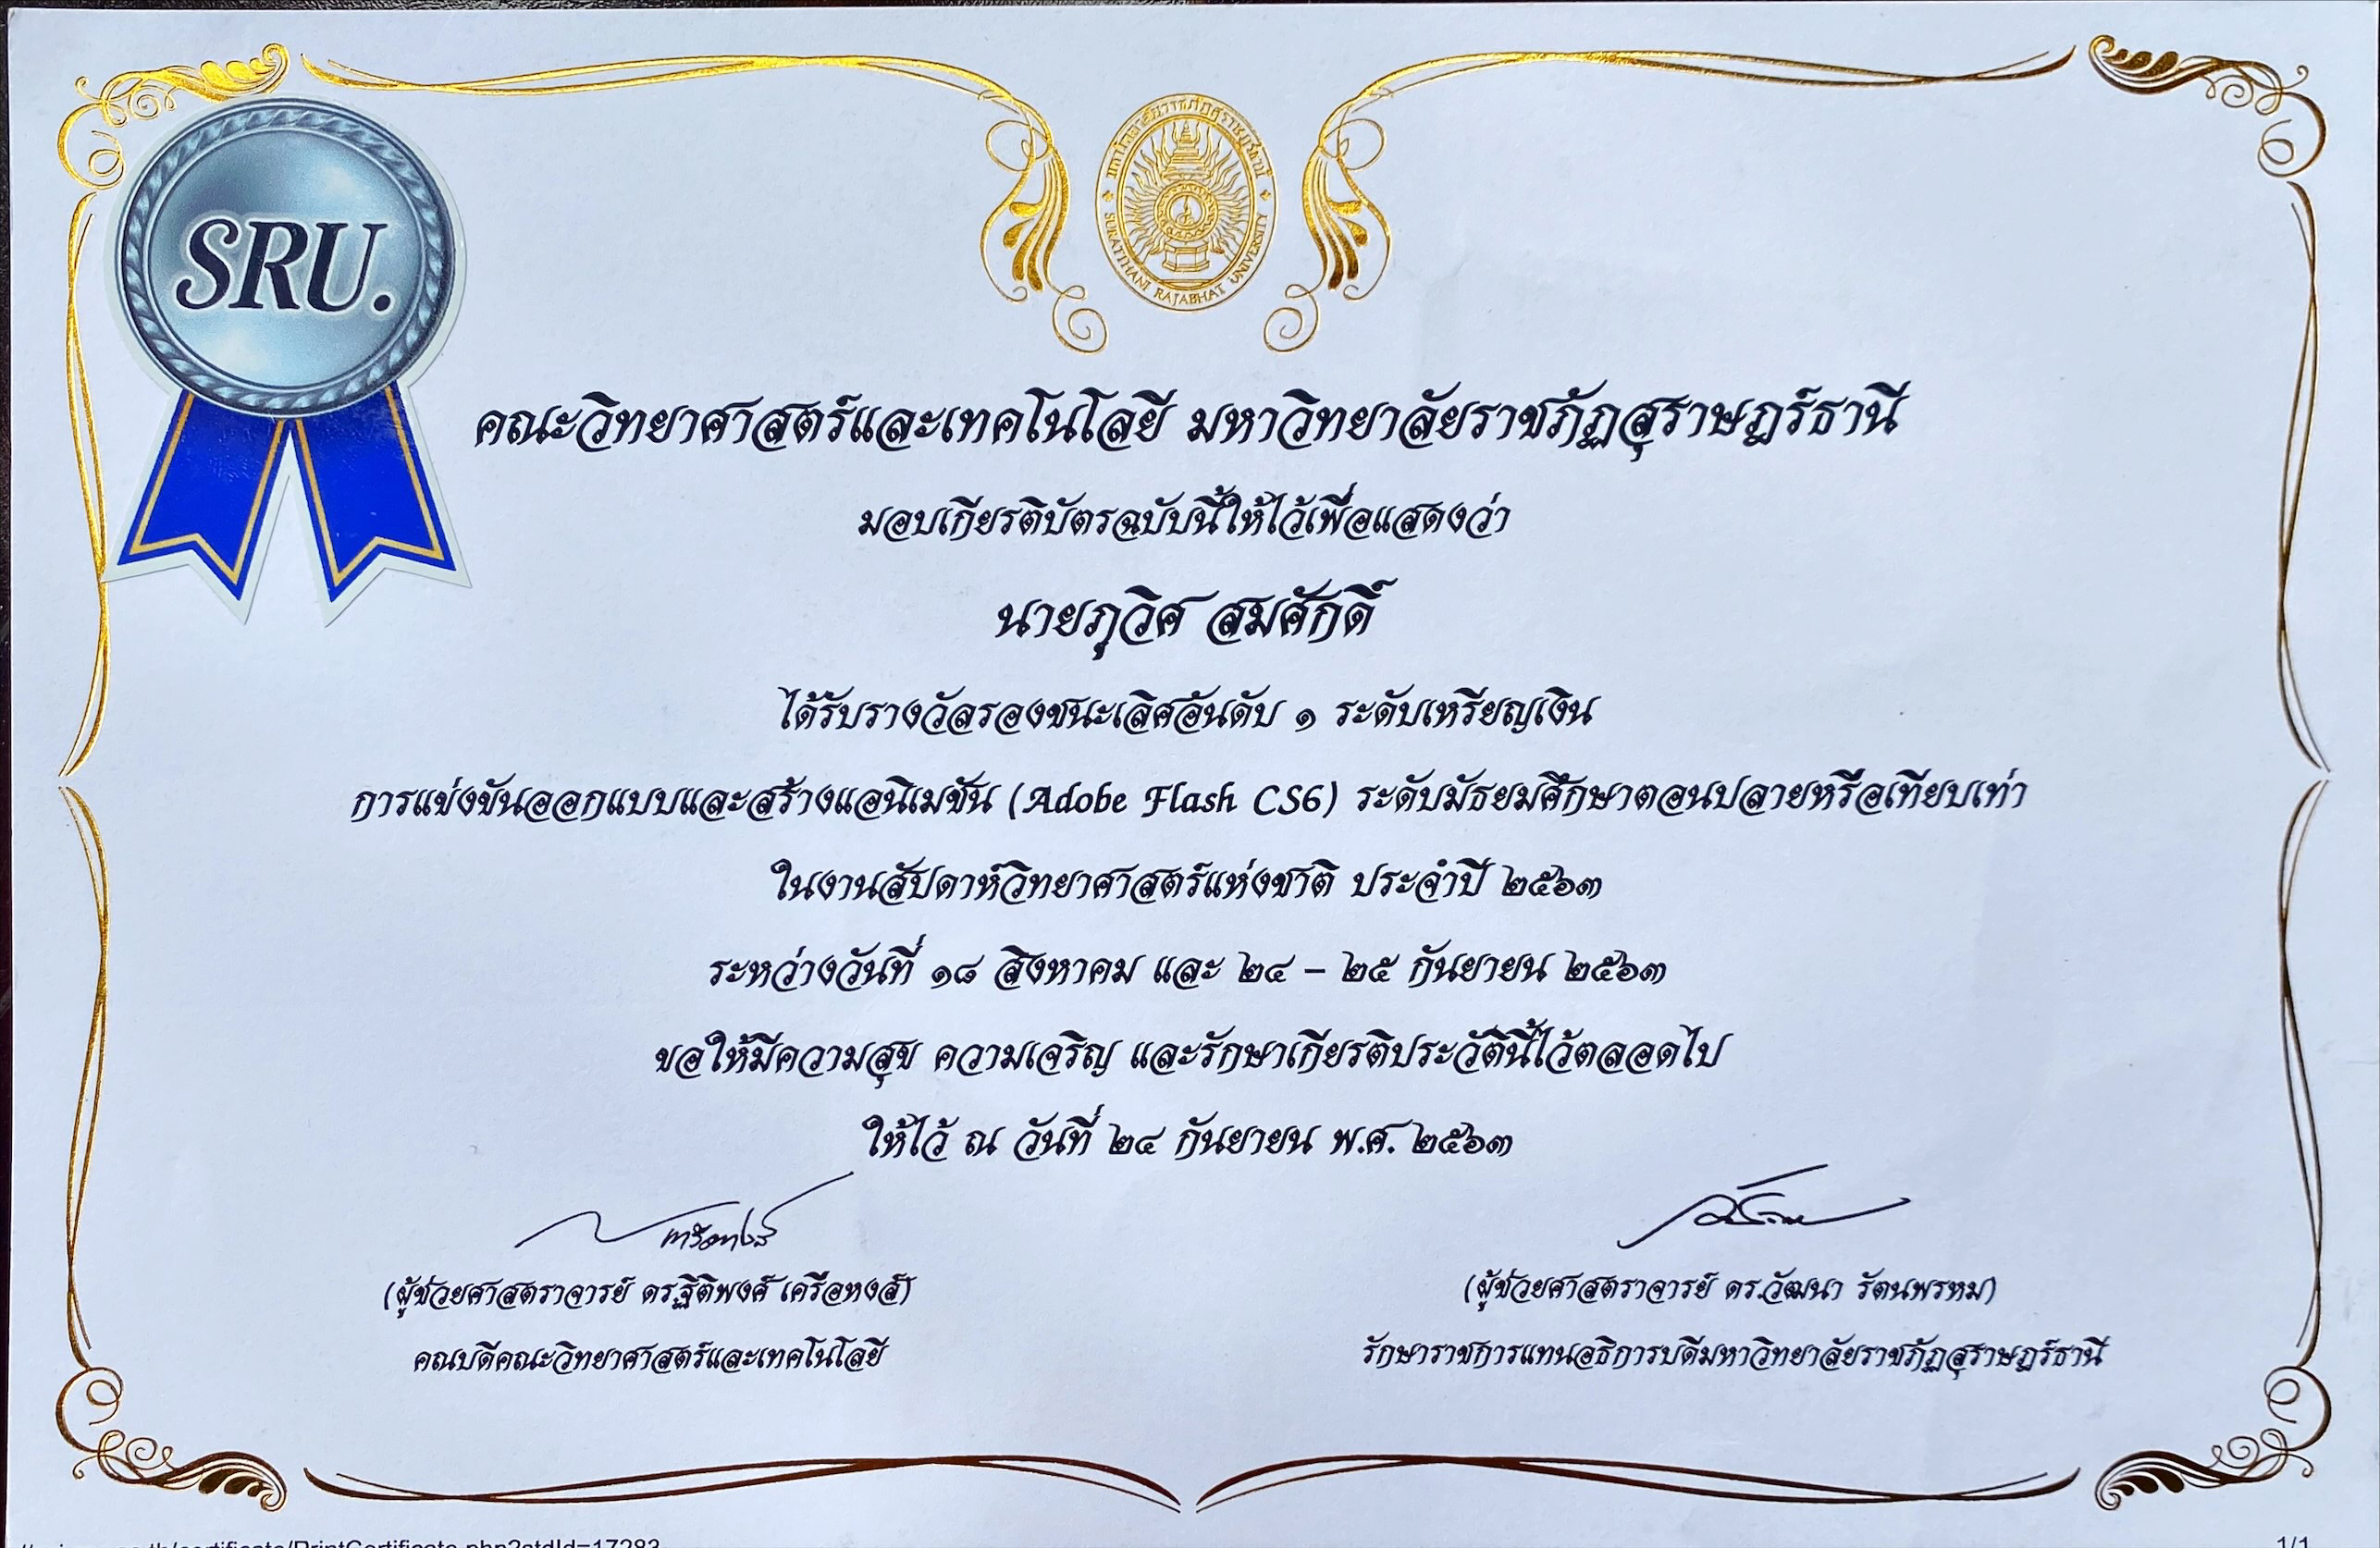 มหาวิทยาลัยราชภัฏสุราษฎร์ธานี
SURATTHANI RAJABHAT UNIVERSITY
SRU.
คณะวิทยาศาสตร์และเทคโนโลยี มหาวิทยาลัยราชภัฏสุราษฎร์ธานี
มอบเกียรติบัตรฉบับนี้ให้ไว้เพื่อแสดงว่า
นายภูวิศ สมศักดิ์
ได้รับรางวัลรองชนะเลิศอันดับ ๑ ระดับเหรียญเงิน
การแข่งขันออกแบบและสร้างแอนิเมชัน (Adobe Flash CS6) ระดับมัธยมศึกษาตอนปลายหรือเทียบเท่า
ในงานสัปดาห์วิทยาศาสตร์แห่งชาติ ประจำปี ๒๕๖๓
ระหว่างวันที่ ๑๘ สิงหาคม และ ๒๔ – ๒๕ กันยายน ๒๕๖๓
ขอให้มีความสุข ความเจริญ และรักษาเกียรติประวัตินี้ไว้ตลอดไป
ให้ไว้ ณ วันที่ ๒๔ กันยายน พ.ศ. ๒๕๖๓
(ผู้ช่วยศาสตราจารย์ ดร.ฐิติพงศ์ เครือหงส์)
คณบดีคณะวิทยาศาสตร์และเทคโนโลยี
(ผู้ช่วยศาสตราจารย์ ดร.วัฒนา รัตนพรหม)
รักษาราชการแทนอธิการบดีมหาวิทยาลัยราชภัฏสุราษฎร์ธานี
certificate/PrintCertificate.php?stdId=17283
1/1